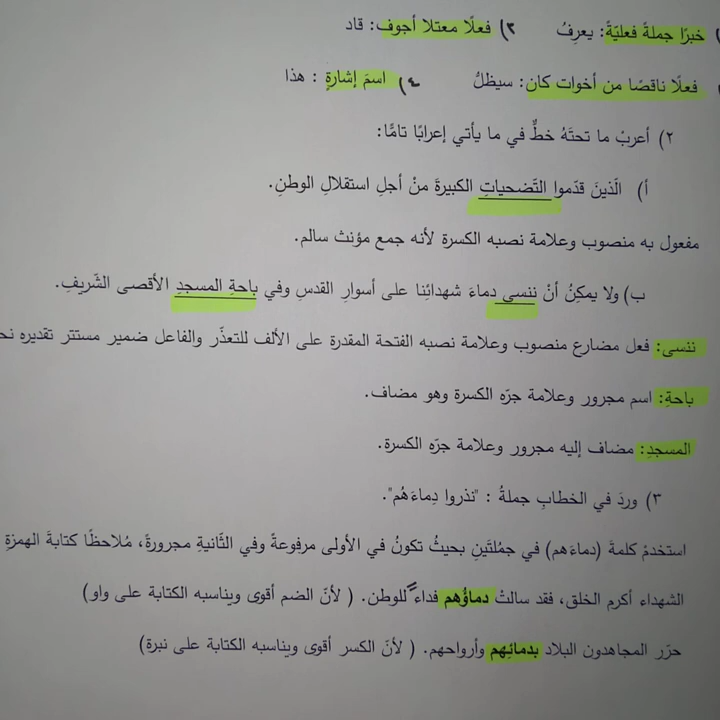 خبرًا جملةً فعليّةً: يعرفُ ٣) فعلًا معتلا أجوف: قاد
فعلًا ناقصًا من أخوات كان: سيظلُ ٤) اسمَ إشارةٍ : هذا
٢) أعربْ ما تحتَهُ خطٌّ في ما يأتي إعرابًا تامًّا:
أ) الّذينَ قدّموا التّضحياتِ الكبيرةَ منْ أجلِ استقلالِ الوطنِ.
مفعول به منصوب وعلامة نصبه الكسرة لأنه جمع مؤنث سالم.
ب) ولا يمكنُ أنْ ننسى دماءَ شهدائِنا على أسوارِ القدسِ وفي باحةِ المسجدِ الأقصى الشّريفِ.
ننسى: فعل مضارع منصوب وعلامة نصبه الفتحة المقدرة على الألف للتعذّر والفاعل ضمير مستتر تقديره
باحةِ: اسم مجرور وعلامة جرّه الكسرة وهو مضاف.
المسجدِ: مضاف إليه مجرور وعلامة جرّه الكسرة.
٣) وردَ في الخطابِ جملةُ : "نذروا دِماءَهُم".
استخدمْ كلمةَ (دماءَهم) في جمُلتَينِ بحيثُ تكونُ في الأولى مرفوعةً وفي الثّانيةِ مجرورةً، مُلاحظًا كتابةَ الهمزةِ
الشهداء أكرم الخلق، فقد سالتْ دماؤُهم فداءً للوطن. ( لأنّ الضم أقوى ويناسبه الكتابة على واو)
حرّر المجاهدون البلاد بدمائِهم وأرواحهم. ( لأنّ الكسر أقوى ويناسبه الكتابة على نبرة)